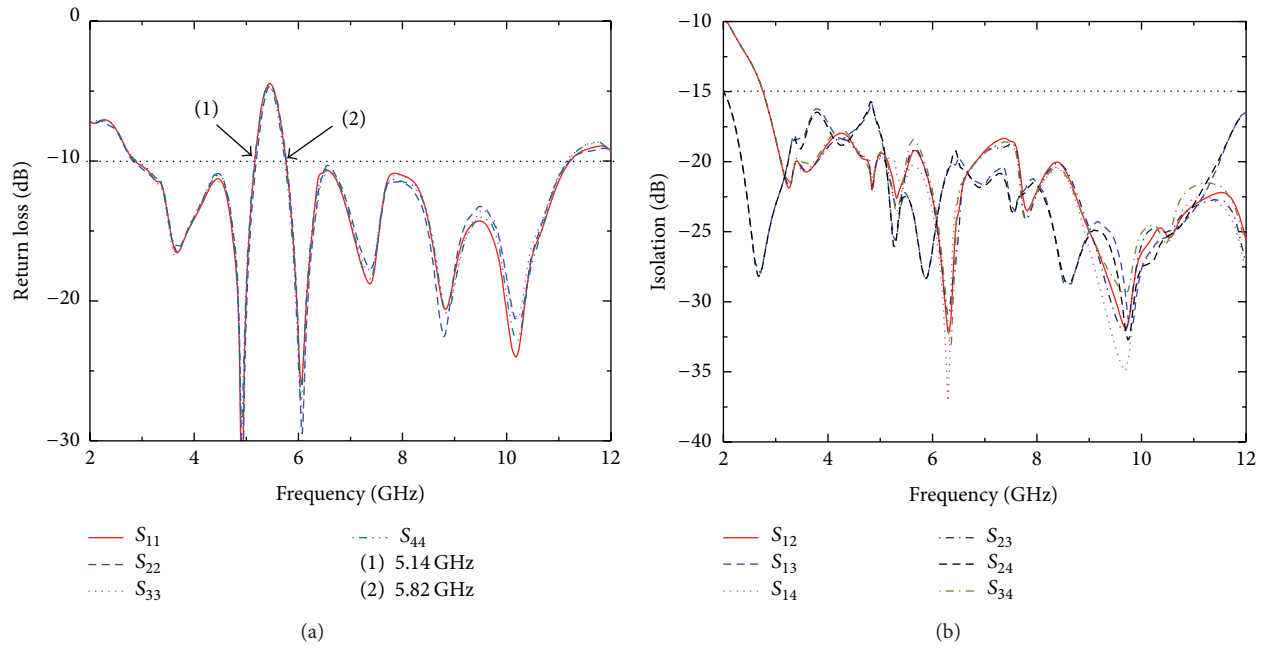 0
−5
−10
−15
−20
−30
Return loss (dB)
(1)
(2)
2
4
6
8
10
12
Frequency (GHz)
S11
S22
S33
S44
(1) 5.14 GHz
(2) 5.82 GHz
(a)
−10
−15
−20
−25
−30
−35
−40
Isolation (dB)
2
4
6
8
10
12
Frequency (GHz)
S12
S13
S14
S23
S24
S34
(b)